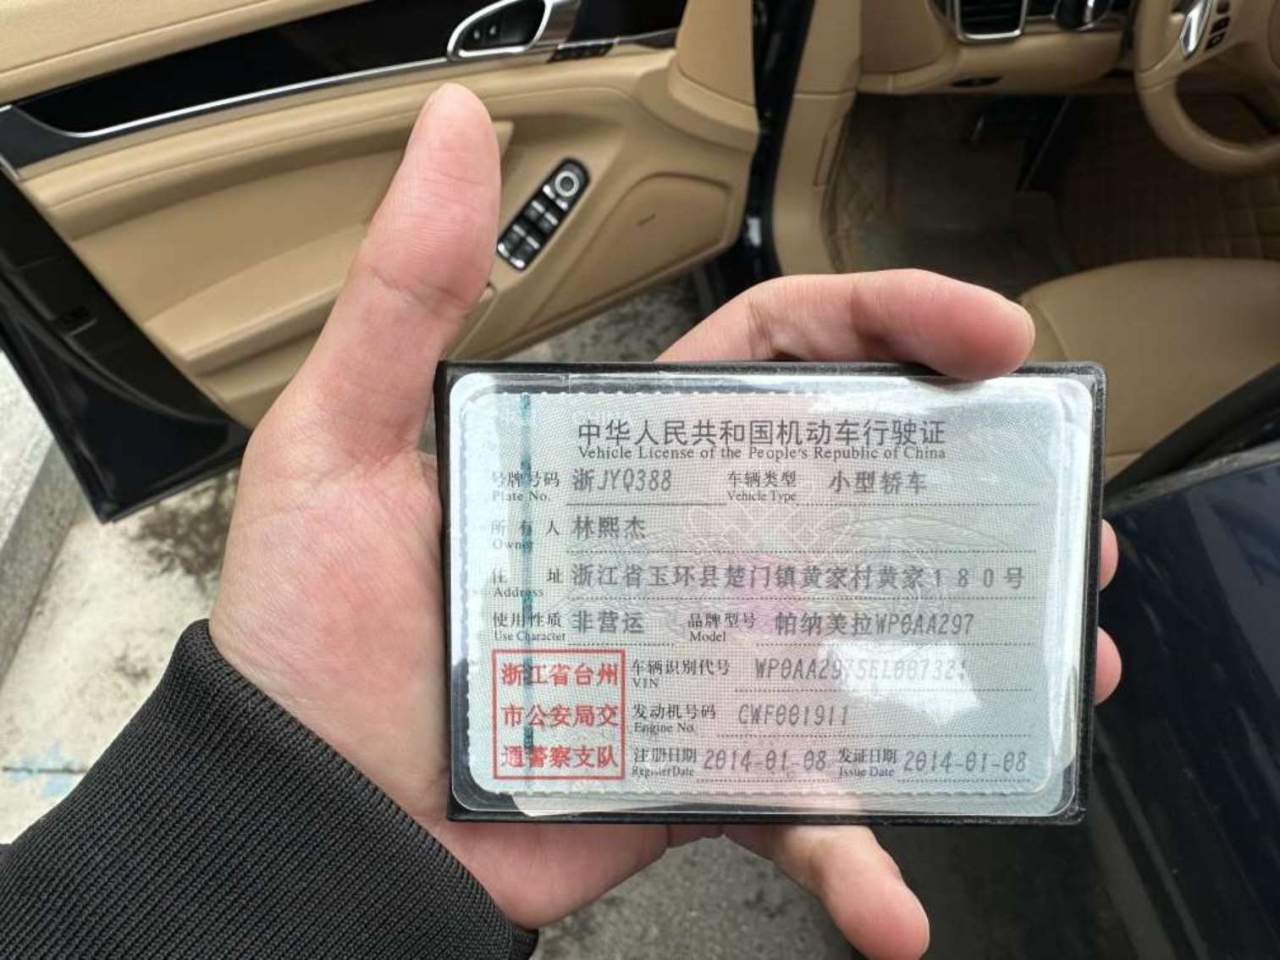 中华人民共和国机动车行驶证
Vehicle License of the People's Republic of China
号牌号码 浙JYQ388 车辆类型 小型轿车
Plate No. Vehicle Type
所有人 林熙杰
Owner
住址 浙江省玉环县楚门镇黄家村黄家180号
Address
使用性质 非营运 品牌型号 帕纳美拉WP0AA297
Use Character Model
浙江省台州 车辆识别代号
VIN
市公安局交 发动机号码 CWF001911
Engine No.
通警察支队 注册日期 2014-01-08 发证日期 2014-01-08
Register Date Issue Date